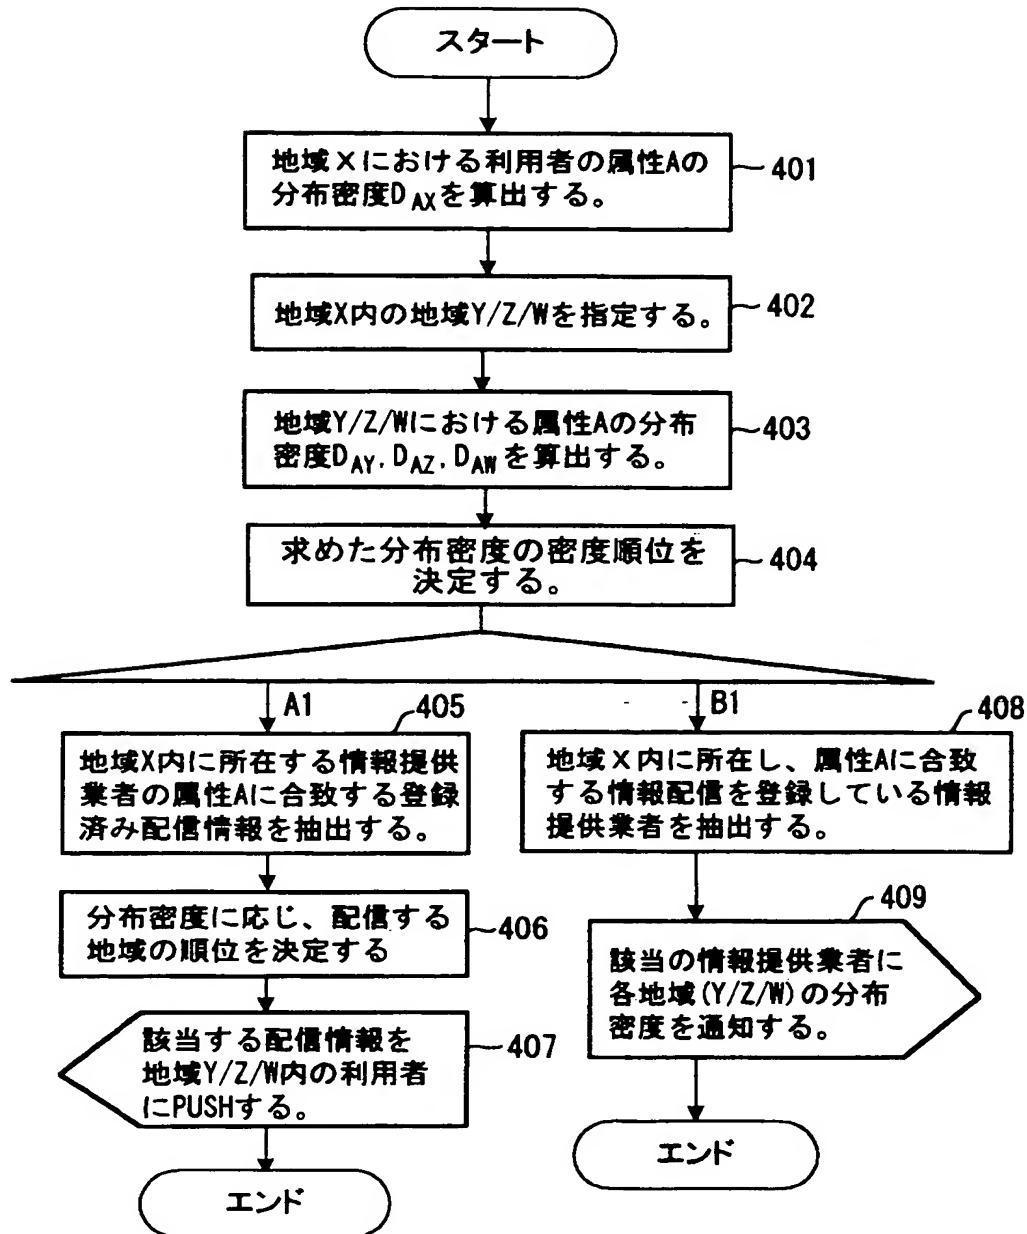 スタート
地域Xにおける利用者の属性Aの
分布密度DAXを算出する。
401
地域X内の地域Y/Z/Wを指定する。
402
地域Y/Z/Wにおける属性Aの分布
密度DAY, DAZ, DAWを算出する。
403
求めた分布密度の密度順位を
決定する。
404
A1
405
地域X内に所在する情報提供
業者の属性Aに合致する登録
済み配信情報を抽出する。
分布密度に応じ、配信する
地域の順位を決定する
406
該当する配信情報を
地域Y/Z/W内の利用者
にPUSHする。
407
エンド
B1
408
地域X内に所在し、属性Aに合致
する情報配信を登録している情報
提供業者を抽出する。
409
該当の情報提供業者に
各地域(Y/Z/W)の分布
密度を通知する。
エンド